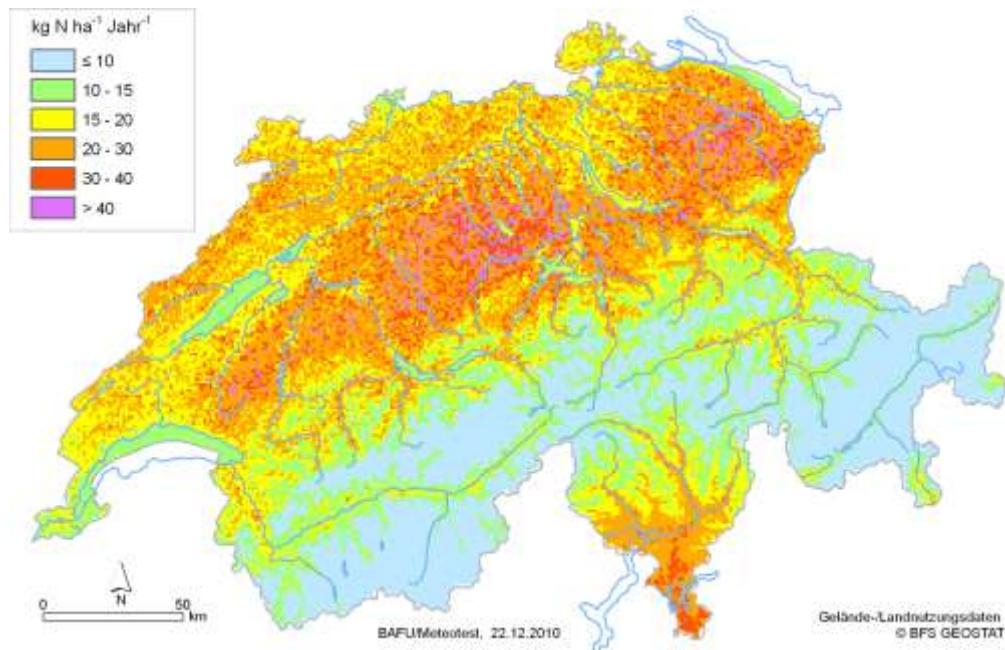 kg N ha⁻¹ Jahr⁻¹
≤ 10
10 - 15
15 - 20
20 - 30
30 - 40
> 40
N
0 50
km
BAFU/Meteotest, 22.12.2010
Gelände-/Landnutzungsdaten
© BFS GEOSTAT